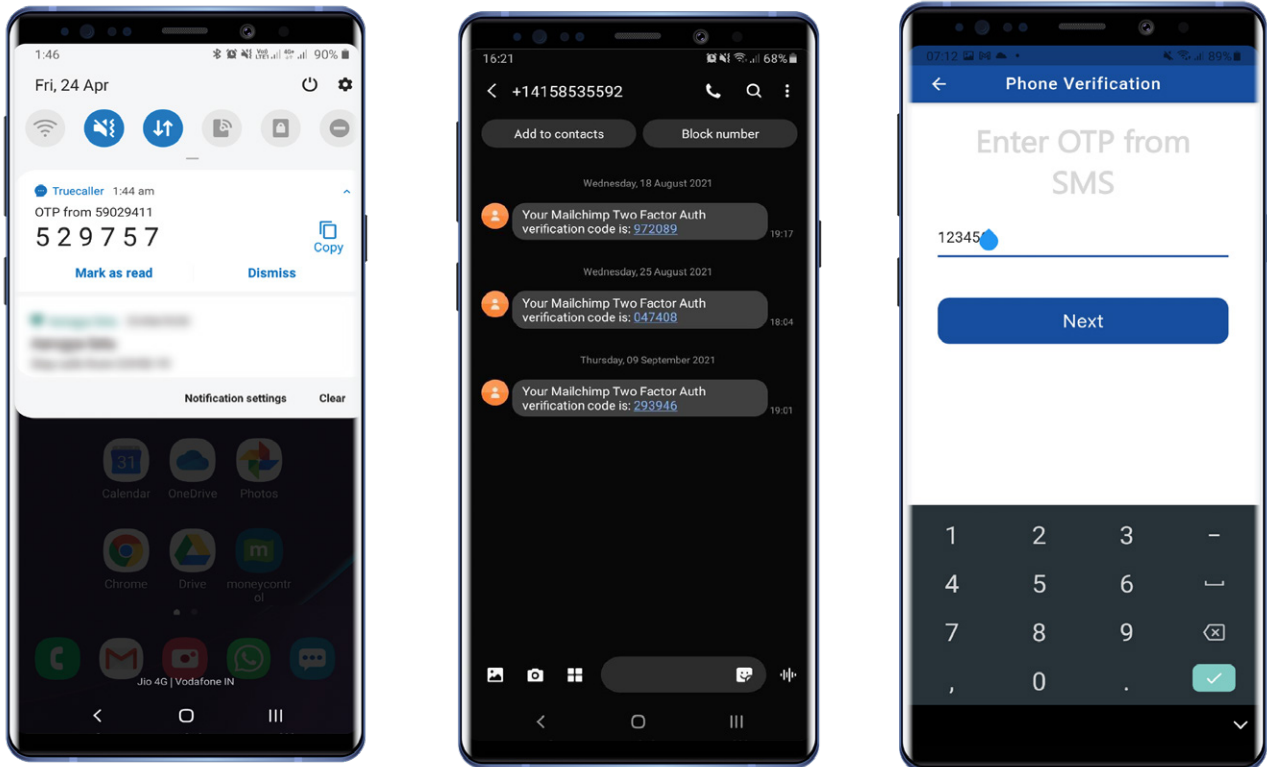 1:46
90%
Fri, 24 Apr
Truecaller 1:44 am
OTP from 59029411
529757
Copy
Mark as read
Dismiss
Notification settings
Clear
31
Calendar
OneDrive
Photos
Chrome
Drive
moneycontr
ol
Jio 4G | Vodafone IN
16:21
68%
+14158535592
Add to contacts
Block number
Wednesday, 18 August 2021
Your Mailchimp Two Factor Auth
verification code is: 972089
19:17
Wednesday, 25 August 2021
Your Mailchimp Two Factor Auth
verification code is: 047408
18:04
Thursday, 09 September 2021
Your Mailchimp Two Factor Auth
verification code is: 293946
19:01
07:12
89%
Phone Verification
Enter OTP from
SMS
12345
Next
1 2 3 -
4 5 6
7 8 9
, 0 .